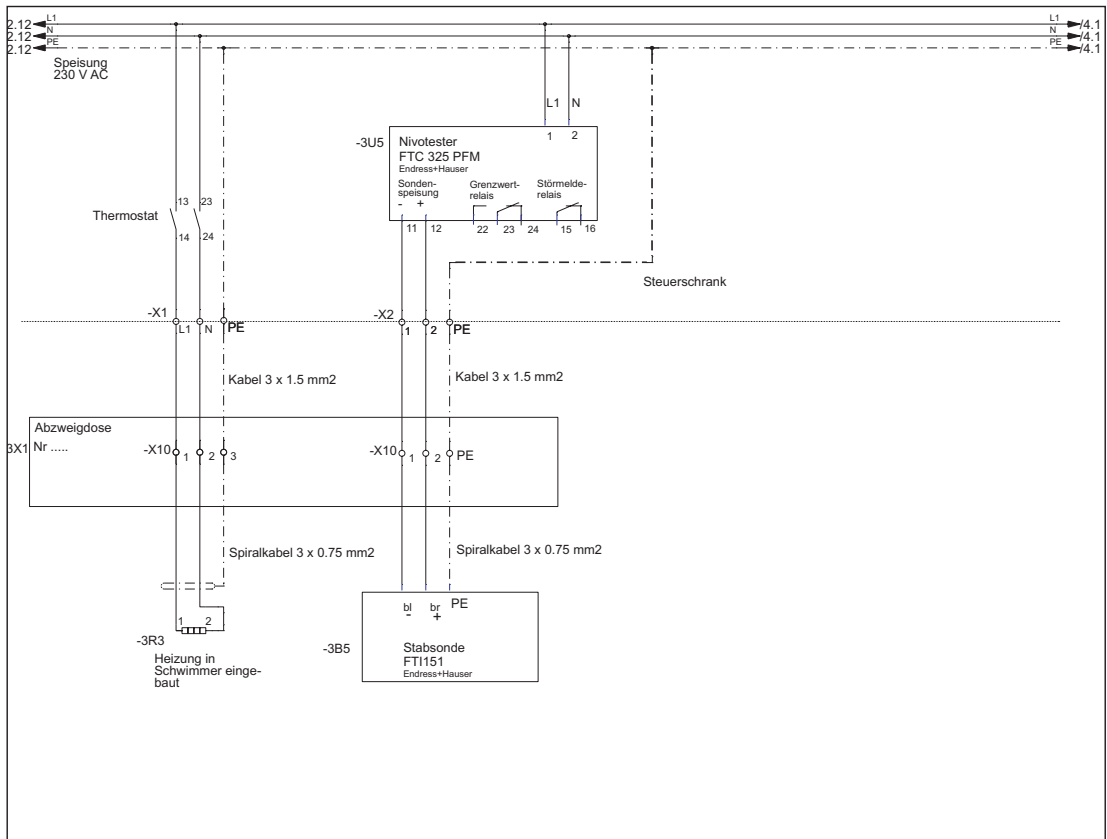 2.12 L1 L1 /4.1
2.12 N N /4.1
2.12 PE PE /4.1
Speisung
230 V AC
L1 N
1 2
-3U5
Nivotester
FTC 325 PFM
Endress+Hauser
Sonden-
speisung
- +
Grenzwert-
relais
Störmelde-
relais
11 12 22 23 24 15 16
Thermostat
13 23
14 24
Steuerschrank
-X1
L1 N PE
-X2
1 2 PE
Kabel 3 x 1.5 mm2
Kabel 3 x 1.5 mm2
Abzweigdose
3X1 Nr .....
-X10 1 2 3
-X10 1 2 PE
Spiralkabel 3 x 0.75 mm2
Spiralkabel 3 x 0.75 mm2
1 2
-3R3
Heizung in
Schwimmer einge-
baut
bl br PE
- +
-3B5
Stabsonde
FTI151
Endress+Hauser